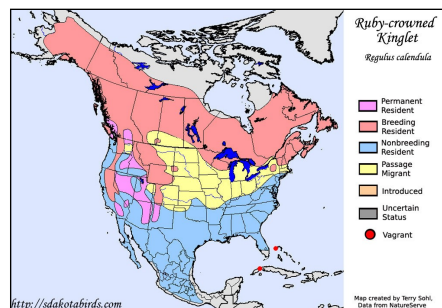 Ruby-crowned
Kinglet
Regulus calendula
Permanent
Resident
Breeding
Resident
Nonbreeding
Resident
Passage
Migrant
Introduced
Uncertain
Status
Vagrant
http://sdakotabirds.com
Map created by Terry Sohl,
Data from NatureServe